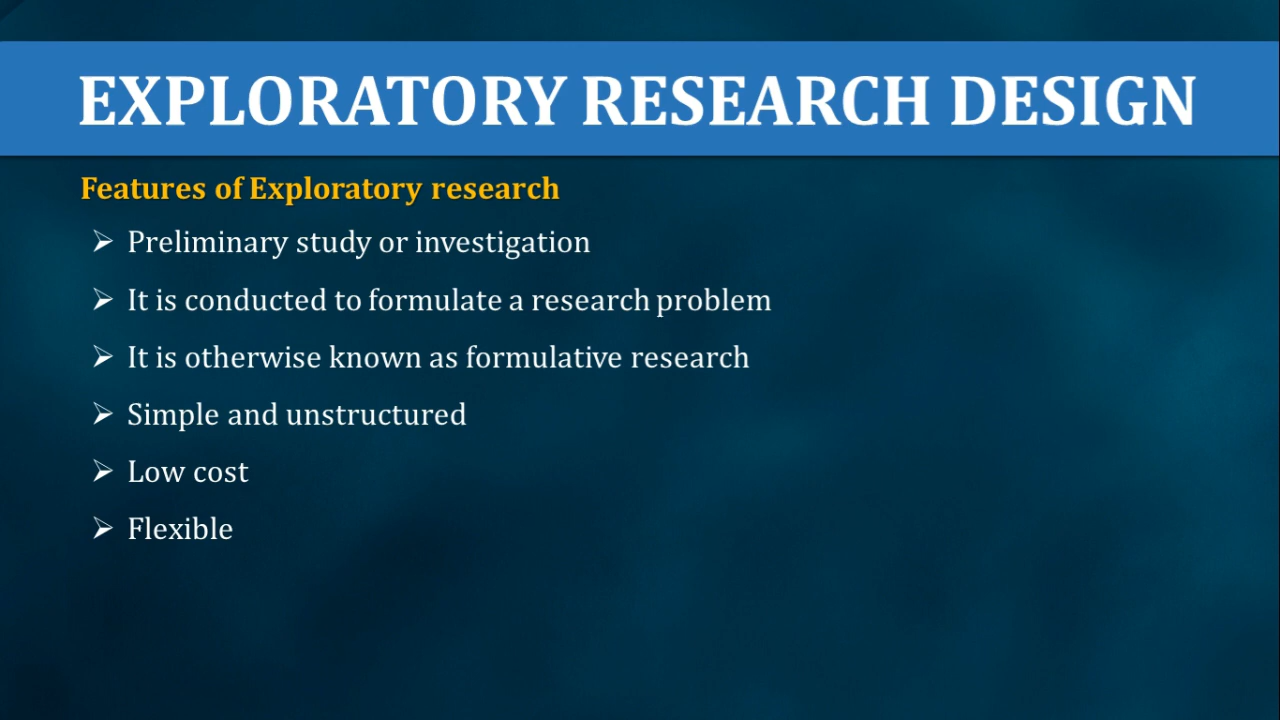 EXPLORATORY RESEARCH DESIGN
Features of Exploratory research
➢ Preliminary study or investigation
➢ It is conducted to formulate a research problem
➢ It is otherwise known as formulative research
➢ Simple and unstructured
➢ Low cost
➢ Flexible